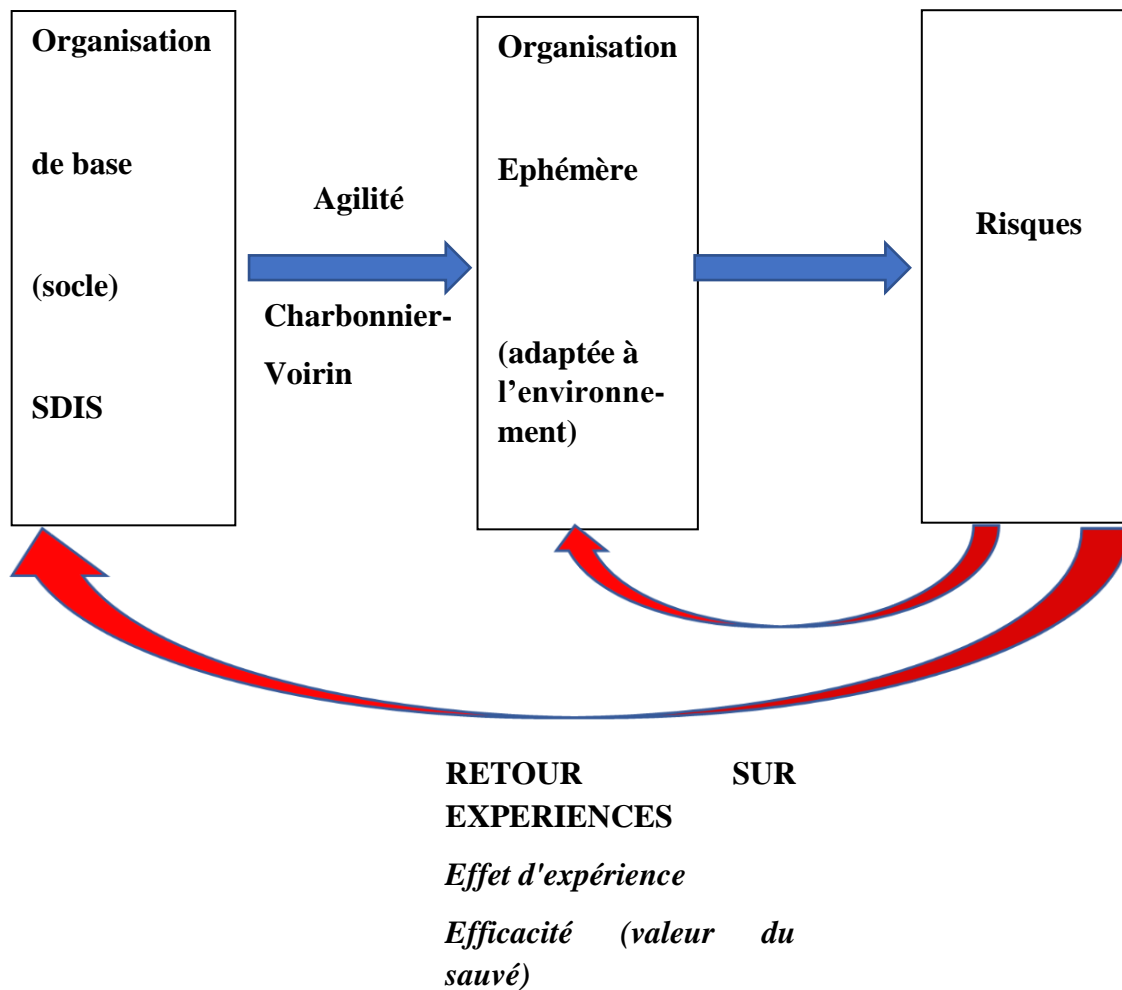 Organisation
de base
(socle)
SDIS
Agilité
Charbonnier-
Voirin
Organisation
Ephémère
(adaptée à
l’environne-
ment)
Risques
RETOUR SUR
EXPERIENCES
Effet d'expérience
Efficacité (valeur du
sauvé)